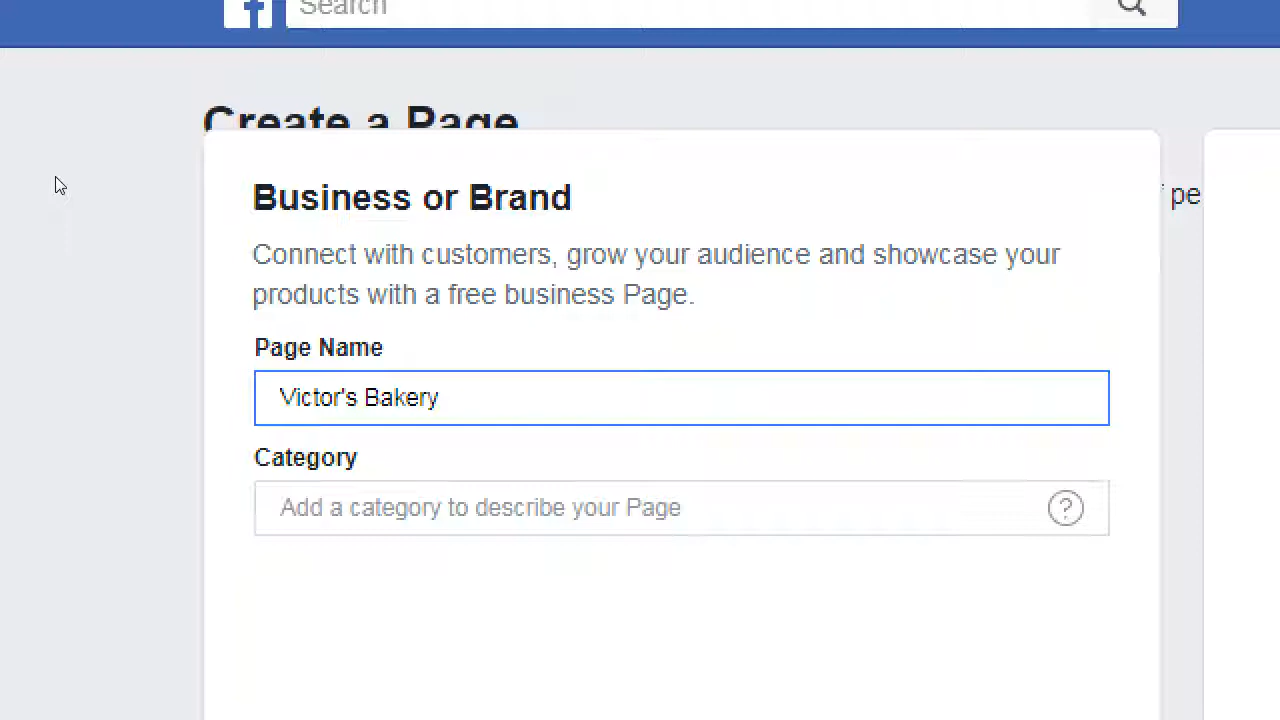 Search
Create a Page
Business or Brand
pe
Connect with customers, grow your audience and showcase your
products with a free business Page.
Page Name
Victor's Bakery
Category
Add a category to describe your Page
?